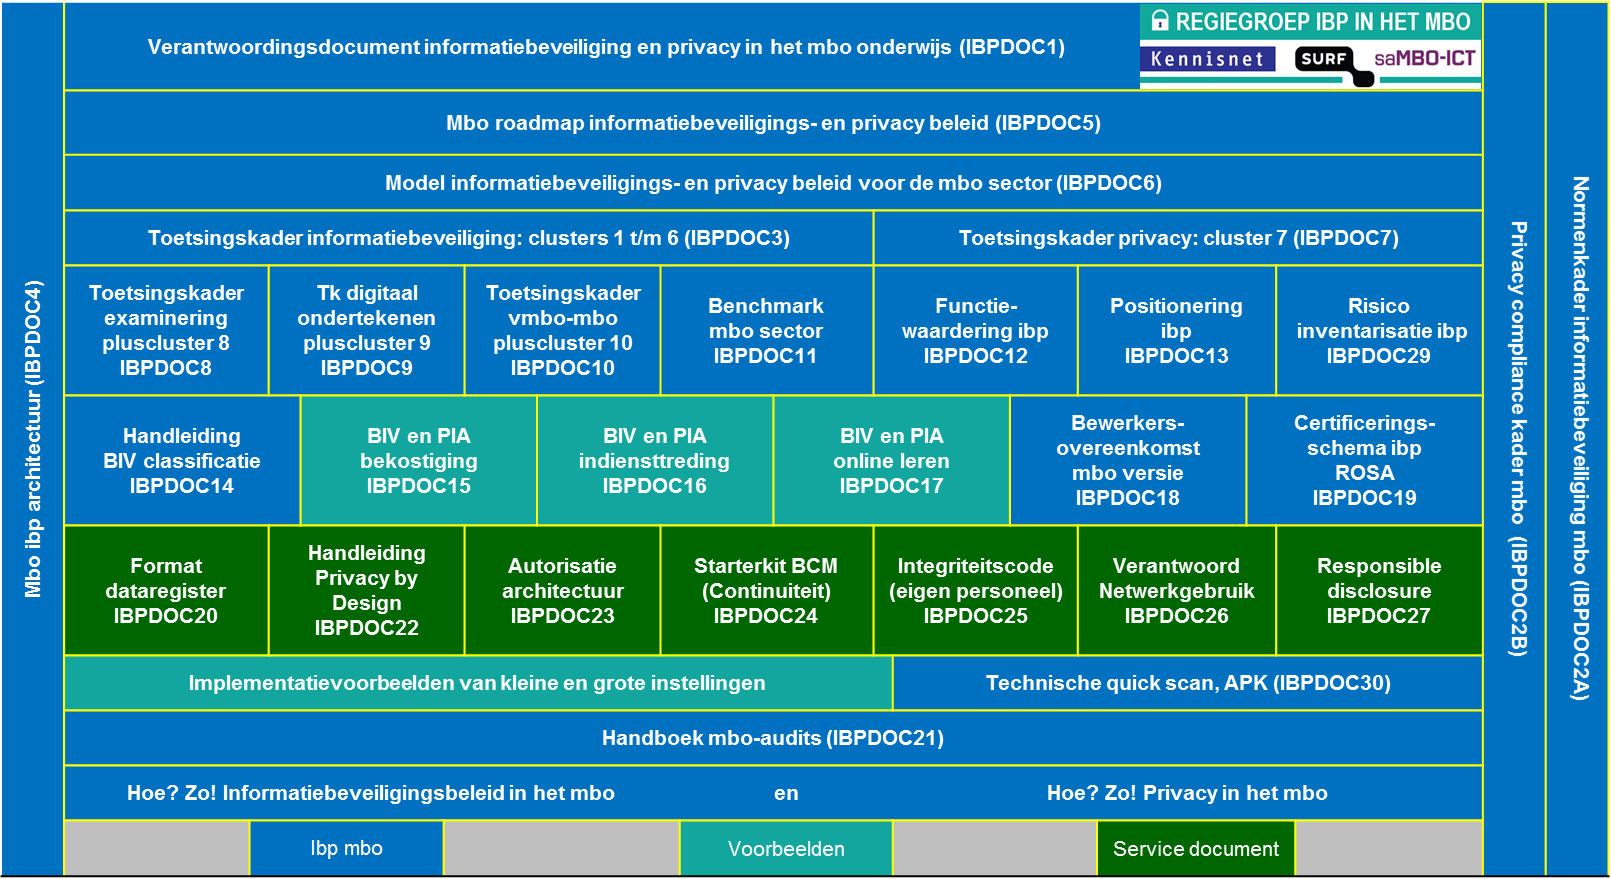 Verantwoordingsdocument informatiebeveiliging en privacy in het mbo onderwijs (IBPDOC1)
REGIEGROEP IBP IN HET MBO
Kennisnet
SURF
saMBO-ICT
Mbo roadmap informatiebeveiligings- en privacy beleid (IBPDOC5)
Model informatiebeveiligings- en privacy beleid voor de mbo sector (IBPDOC6)
Toetsingskader informatiebeveiliging: clusters 1 t/m 6 (IBPDOC3)
Toetsingskader privacy: cluster 7 (IBPDOC7)
Mbo ibp architectuur (IBPDOC4)
Toetsingskader
examinering
pluscluster 8
IBPDOC8
Tk digitaal
ondertekenen
pluscluster 9
IBPDOC9
Toetsingskader
vmbo-mbo
pluscluster 10
IBPDOC10
Benchmark
mbo sector
IBPDOC11
Functie-
waardering ibp
IBPDOC12
Positionering
ibp
IBPDOC13
Risico
inventarisatie ibp
IBPDOC29
Handleiding
BIV classificatie
IBPDOC14
BIV en PIA
bekostiging
IBPDOC15
BIV en PIA
indiensttreding
IBPDOC16
BIV en PIA
online leren
IBPDOC17
Bewerkers-
overeenkomst
mbo versie
IBPDOC18
Certificerings-
schema ibp
ROSA
IBPDOC19
Format
dataregister
IBPDOC20
Handleiding
Privacy by
Design
IBPDOC22
Autorisatie
architectuur
IBPDOC23
Starterkit BCM
(Continuiteit)
IBPDOC24
Integriteitscode
(eigen personeel)
IBPDOC25
Verantwoord
Netwerkgebruik
IBPDOC26
Responsible
disclosure
IBPDOC27
Implementatievoorbeelden van kleine en grote instellingen
Technische quick scan, APK (IBPDOC30)
Handboek mbo-audits (IBPDOC21)
Hoe? Zo! Informatiebeveiligingsbeleid in het mbo en Hoe? Zo! Privacy in het mbo
Ibp mbo
Voorbeelden
Service document
Privacy compliance kader mbo (IBPDOC2B)
Normenkader informatiebeveiliging mbo (IBPDOC2A)